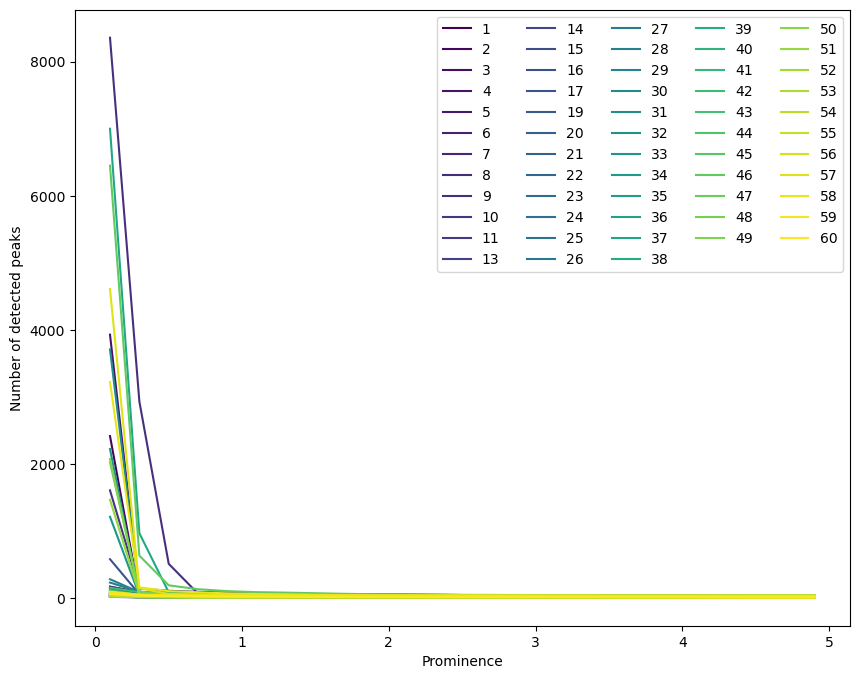 8000
6000
4000
2000
0
Number of detected peaks
0 1 2 3 4 5
Prominence
1 14 27 39 50
2 15 28 40 51
3 16 29 41 52
4 17 30 42 53
5 19 31 43 54
6 20 32 44 55
7 21 33 45 56
8 22 34 46 57
9 23 35 47 58
10 24 36 48 59
11 25 37 49 60
13 26 38